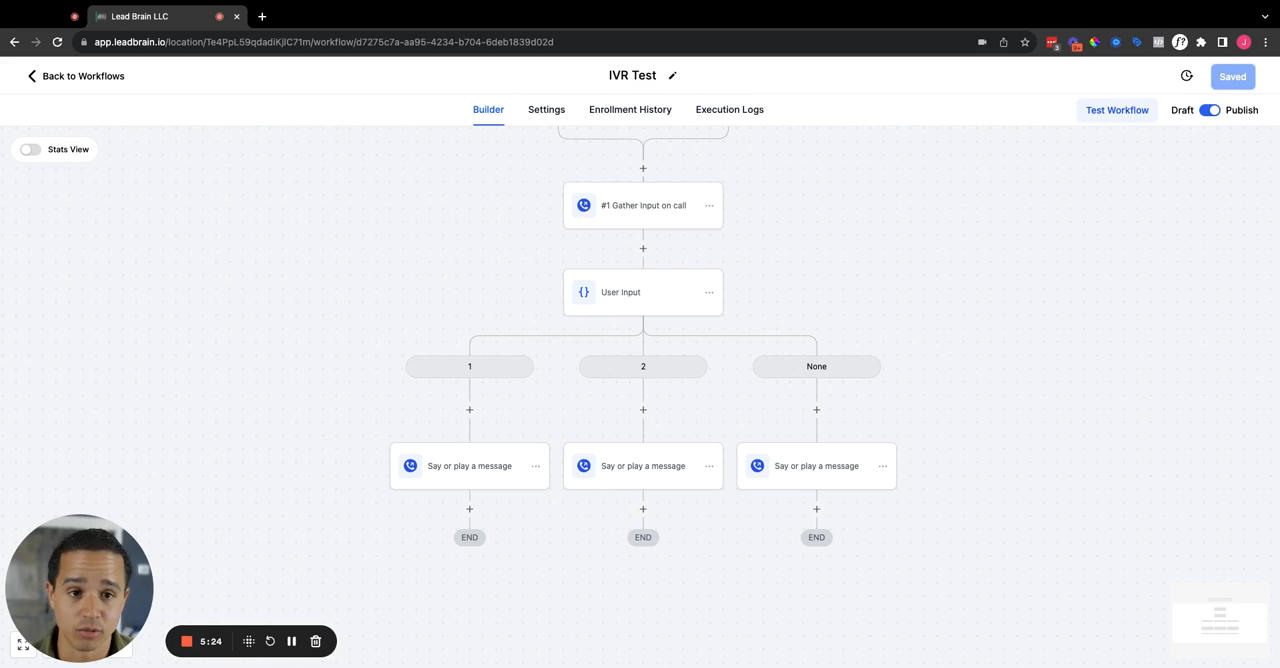 Lead Brain LLC
app.leadbrain.io/location/Te4PpL59qdadiKjIC71m/workflow/d7275c7a-aa95-4234-b704-6deb1839d02d
3
9+
f?
J
Back to Workflows
IVR Test
Saved
Builder
Settings
Enrollment History
Execution Logs
Test Workflow
Draft
Publish
Stats View
#1 Gather Input on call
User Input
1
2
None
Say or play a message
Say or play a message
Say or play a message
END
END
END
5:24